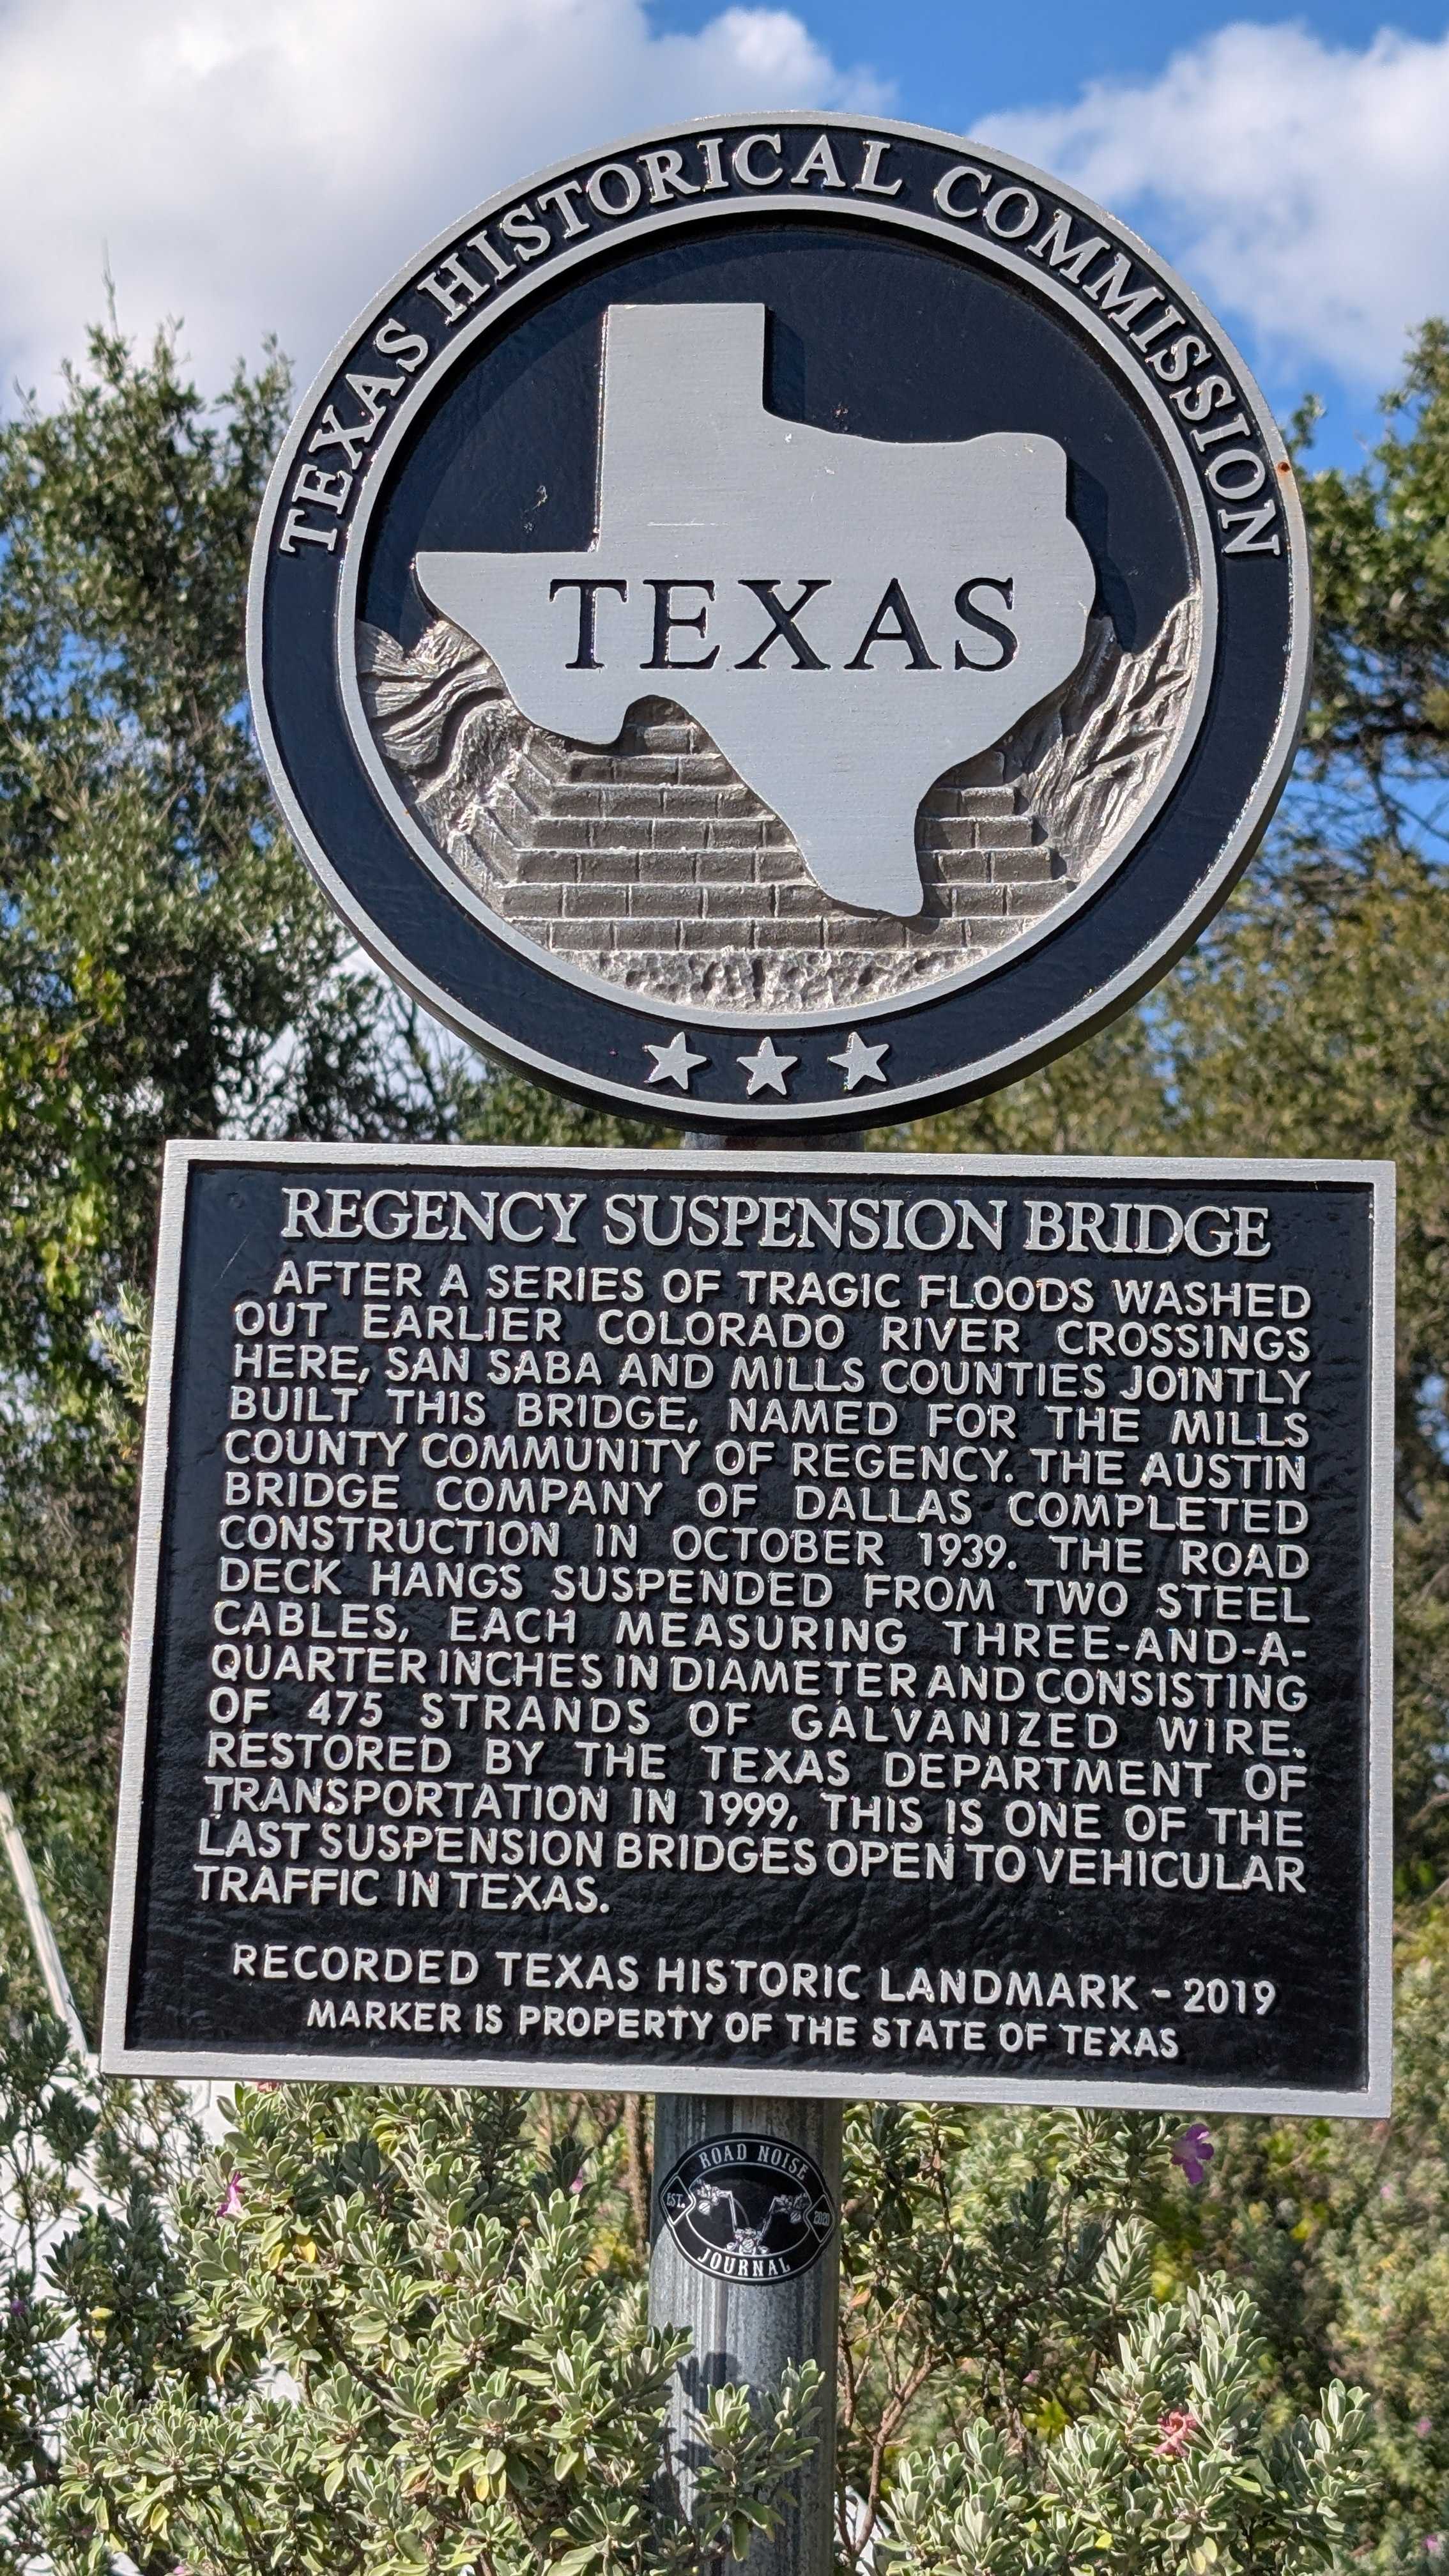 TEXAS HISTORICAL COMMISSION
TEXAS
REGENCY SUSPENSION BRIDGE
AFTER A SERIES OF TRAGIC FLOODS WASHED
OUT EARLIER COLORADO RIVER CROSSINGS
HERE, SAN SABA AND MILLS COUNTIES JOINTLY
BUILT THIS BRIDGE, NAMED FOR THE MILLS
COUNTY COMMUNITY OF REGENCY. THE AUSTIN
BRIDGE COMPANY OF DALLAS COMPLETED
CONSTRUCTION IN OCTOBER 1939. THE ROAD
DECK HANGS SUSPENDED FROM TWO STEEL
CABLES, EACH MEASURING THREE-AND-A-
QUARTER INCHES IN DIAMETER AND CONSISTING
OF 475 STRANDS OF GALVANIZED WIRE.
RESTORED BY THE TEXAS DEPARTMENT OF
TRANSPORTATION IN 1999, THIS IS ONE OF THE
LAST SUSPENSION BRIDGES OPEN TO VEHICULAR
TRAFFIC IN TEXAS.
RECORDED TEXAS HISTORIC LANDMARK - 2019
MARKER IS PROPERTY OF THE STATE OF TEXAS
ROAD NOISE
EST.
JOURNAL